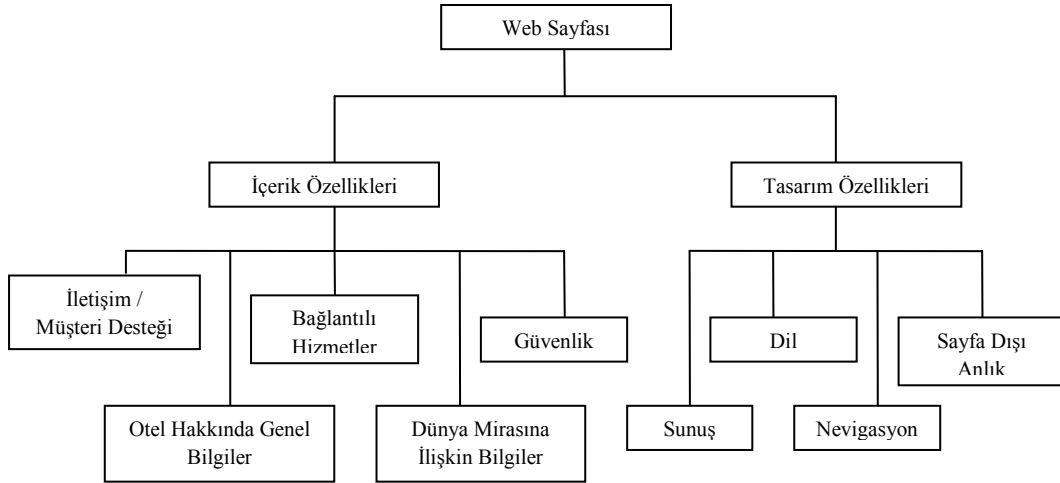 Web Sayfası
İçerik Özellikleri
Tasarım Özellikleri
İletişim /
Müşteri Desteği
Bağlantılı
Hizmetler
Güvenlik
Dil
Sayfa Dışı
Anlık
Otel Hakkında Genel
Bilgiler
Dünya Mirasına
İlişkin Bilgiler
Sunuş
Nevigasyon